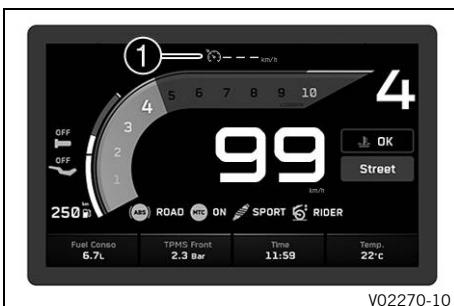 1
--- km/h
4
5 6 7 8 9 10
4
3
2
1
OFF
OFF
99
km/h
OK
Street
km
250
ABS ROAD MTC ON SPORT RIDER
Fuel Conso TPMS Front Time Temp.
6.7L 2.3 Bar 11:59 22°C
V02270-10